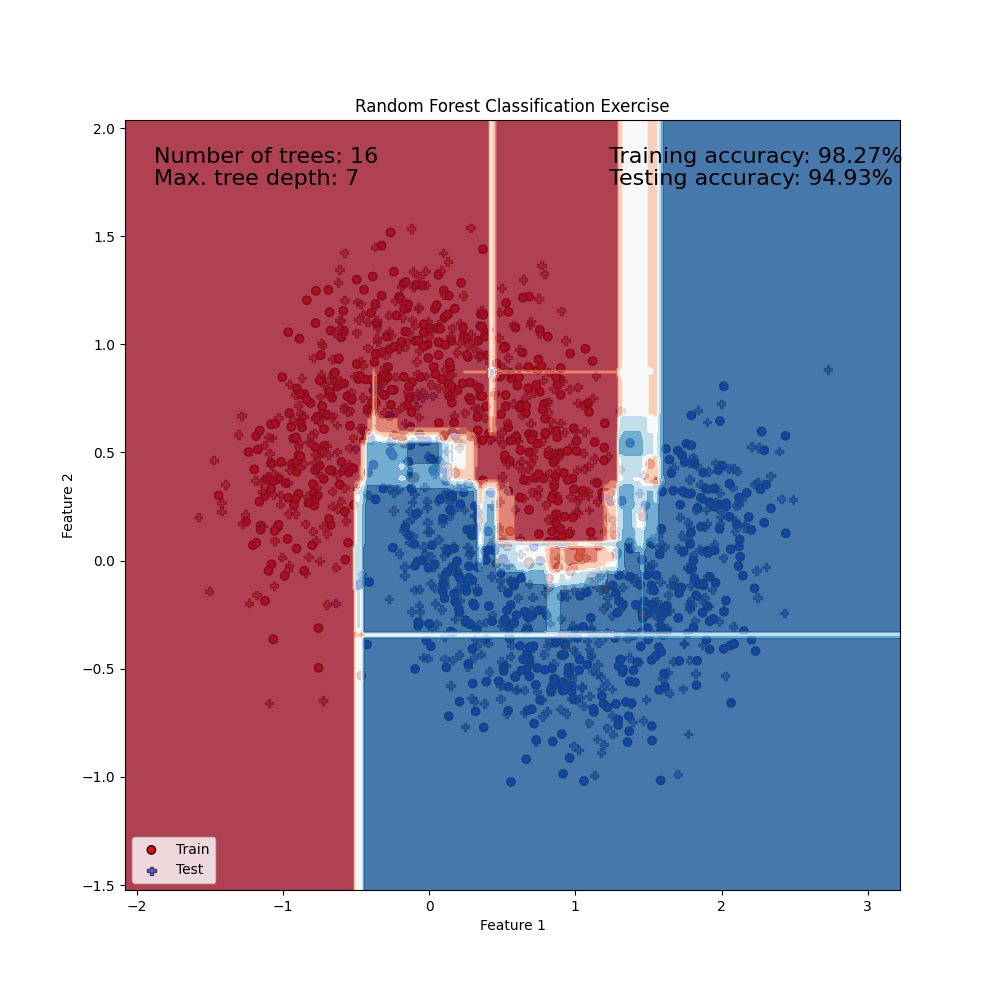 Random Forest Classification Exercise
Number of trees: 16
Max. tree depth: 7
Training accuracy: 98.27%
Testing accuracy: 94.93%
2.0
1.5
1.0
0.5
0.0
−0.5
−1.0
−1.5
Feature 2
Train
Test
−2
−1
0
1
2
3
Feature 1